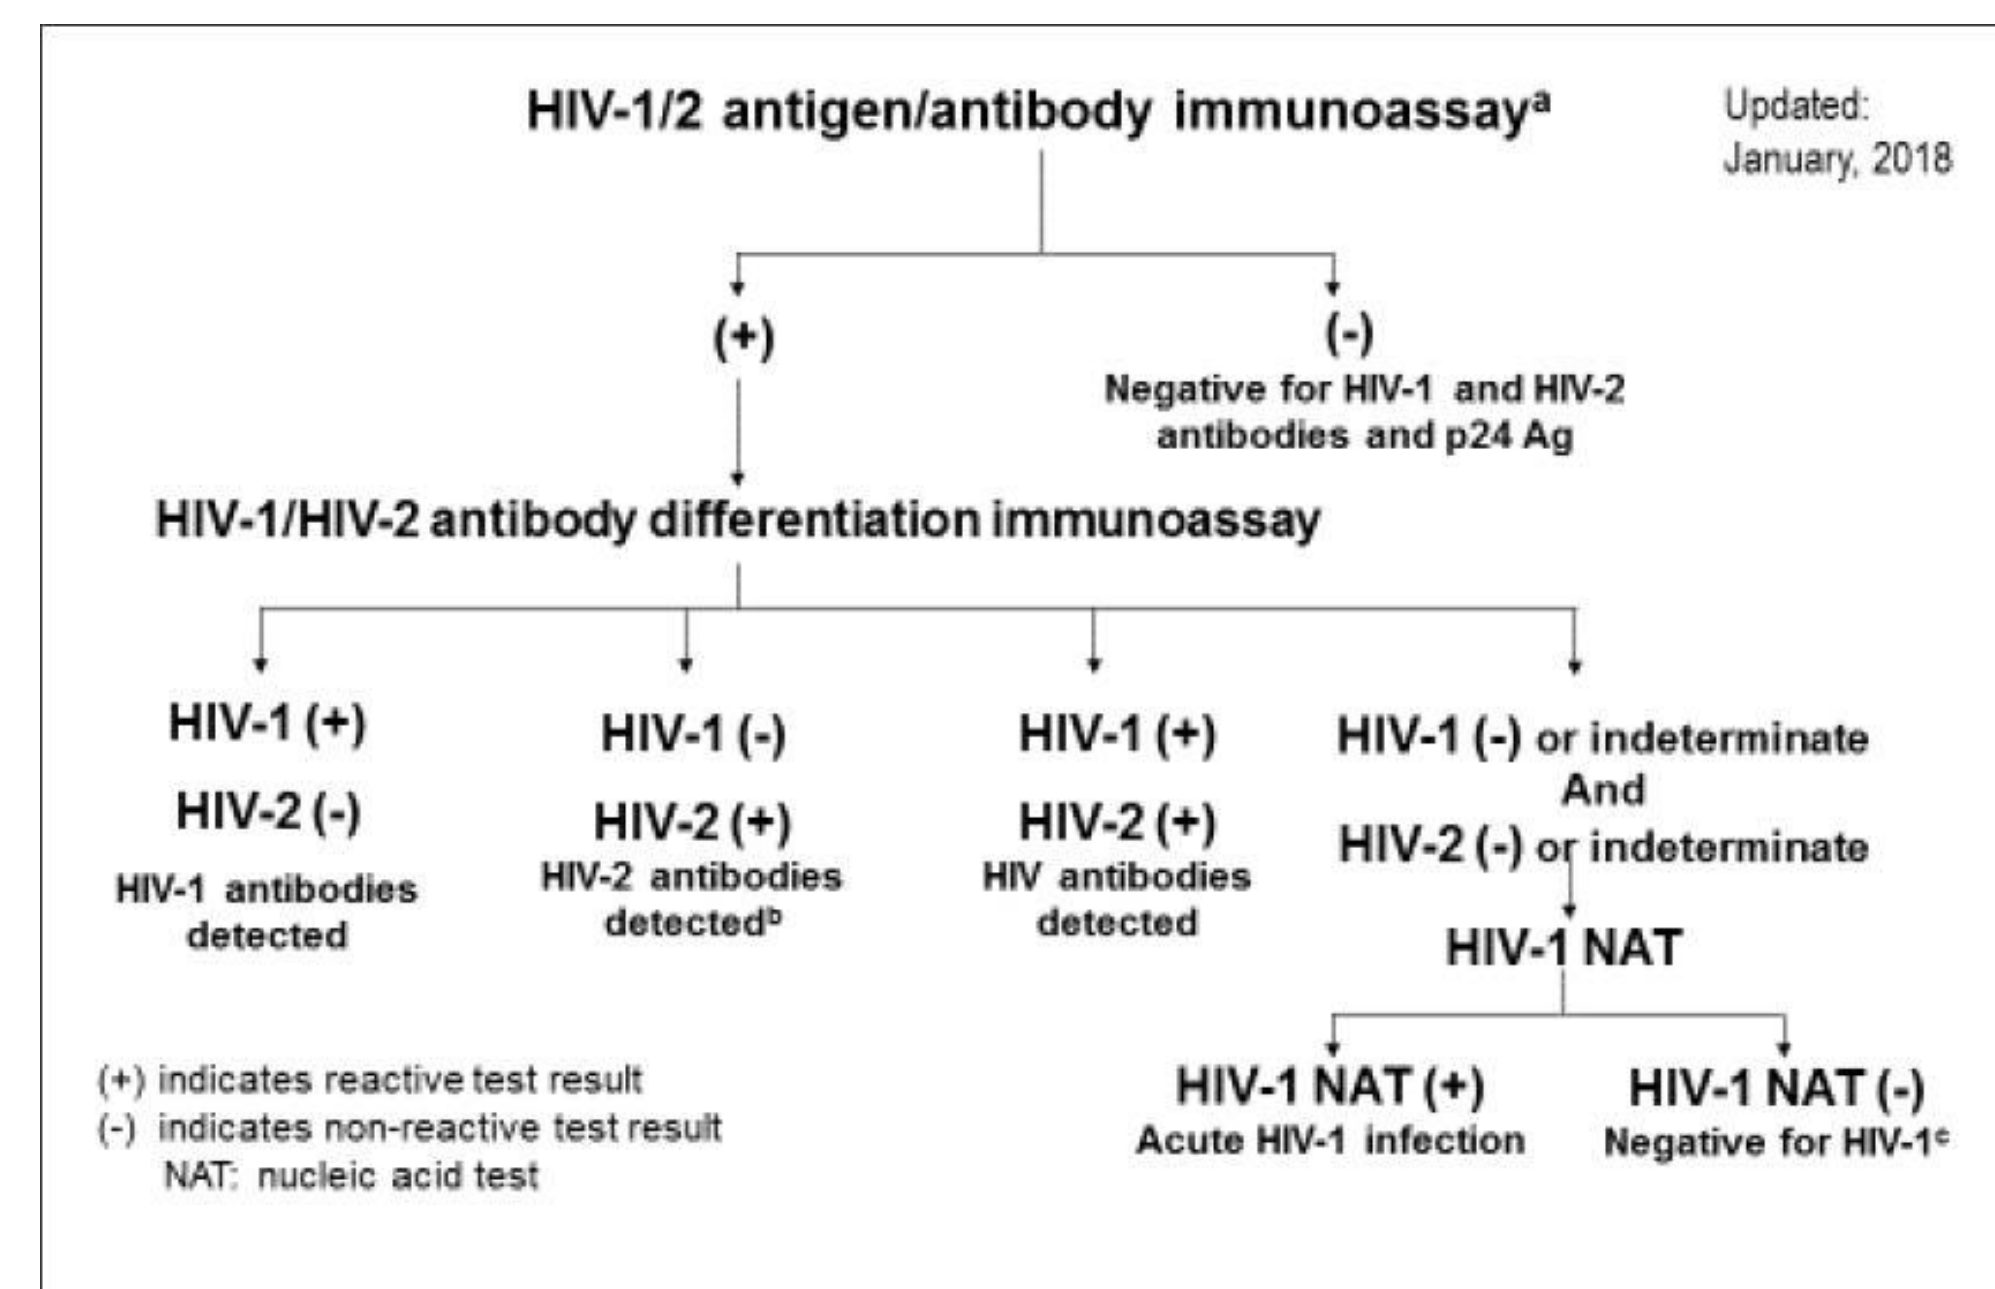 HIV-1/2 antigen/antibody immunoassayᵃ
Updated:
January, 2018
(+)
(-)
Negative for HIV-1 and HIV-2
antibodies and p24 Ag
HIV-1/HIV-2 antibody differentiation immunoassay
HIV-1 (+)
HIV-2 (-)
HIV-1 antibodies
detected
HIV-1 (-)
HIV-2 (+)
HIV-2 antibodies
detectedᵇ
HIV-1 (+)
HIV-2 (+)
HIV antibodies
detected
HIV-1 (-) or indeterminate
And
HIV-2 (-) or indeterminate
HIV-1 NAT
HIV-1 NAT (+)
Acute HIV-1 infection
HIV-1 NAT (-)
Negative for HIV-1ᶜ
(+) indicates reactive test result
(-) indicates non-reactive test result
NAT: nucleic acid test